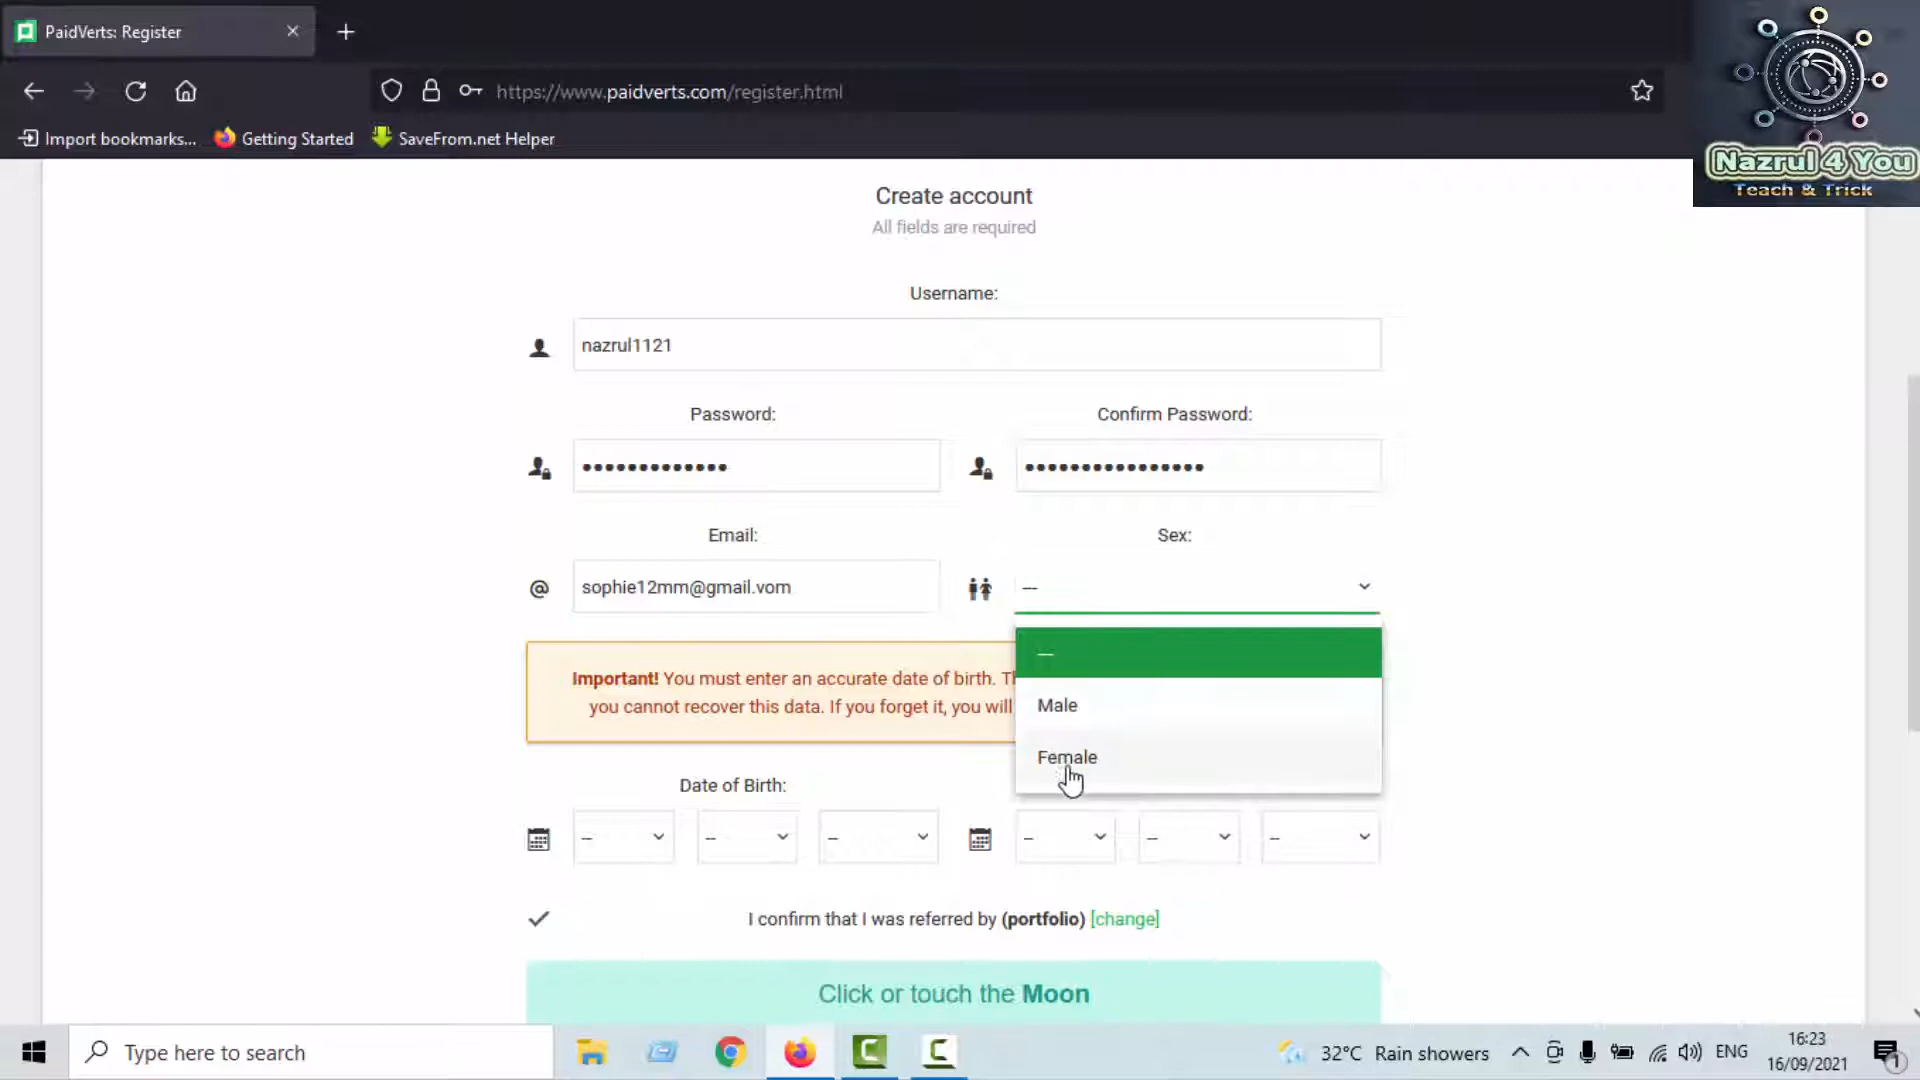 PaidVerts: Register
https://www.paidverts.com/register.html
Import bookmarks...
Getting Started
SaveFrom.net Helper
Nazrul 4 You
Teach & Trick
Create account
All fields are required
Username:
nazrul1121
Password:
Confirm Password:
•••••••••••••
••••••••••••••••
Email:
Sex:
@
sophie12mm@gmail.vom
---
---
Important! You must enter an accurate date of birth.
you cannot recover this data. If you forget it, you will
Male
Female
Date of Birth:
--
--
--
--
--
--
I confirm that I was referred by (portfolio) [change]
Click or touch the Moon
Type here to search
32°C Rain showers
ENG
16:23
16/09/2021
1